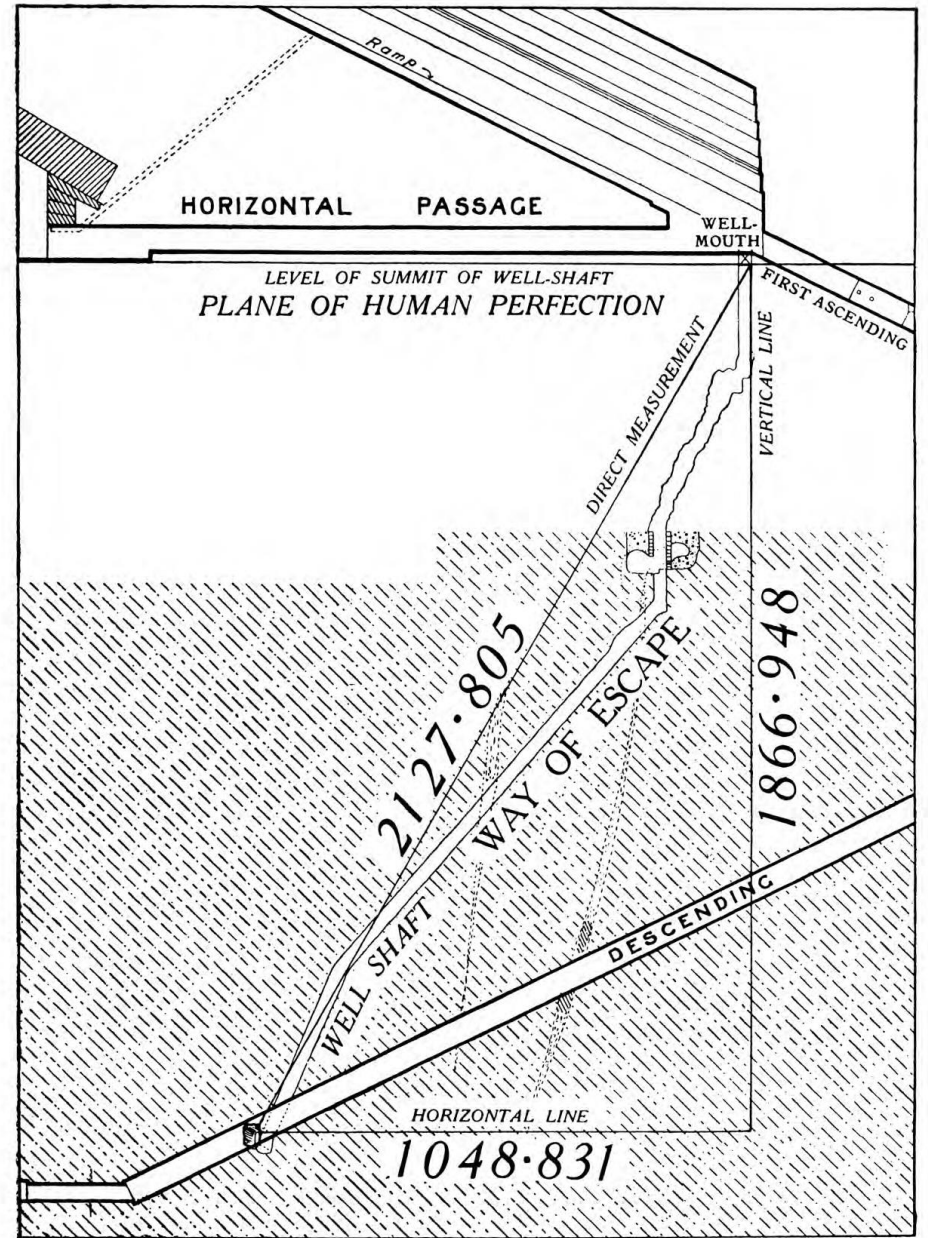 Ramp
HORIZONTAL PASSAGE
WELL-
MOUTH
LEVEL OF SUMMIT OF WELL-SHAFT
PLANE OF HUMAN PERFECTION
FIRST ASCENDING
DIRECT MEASUREMENT
VERTICAL LINE
2127·805
1866·948
WELL SHAFT WAY OF ESCAPE
DESCENDING
HORIZONTAL LINE
1048·831